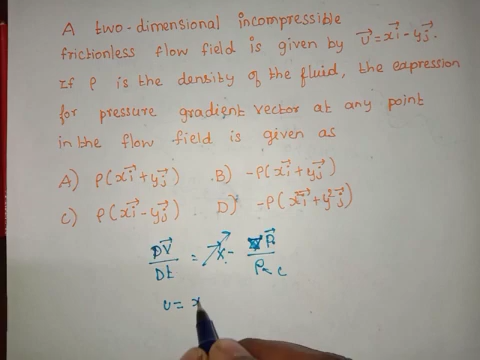 A two-dimensional incompressible
frictionless flow field is given by u⃗ = xi⃗ - yj⃗.
If ρ is the density of the fluid, the expression
for pressure gradient vector at any point
in the flow field is given as
A) ρ(xi⃗ + yj⃗) B) -ρ(xi⃗ + yj⃗)
C) ρ(xi⃗ - yj⃗) D) -ρ(x²i⃗ + y²j⃗)
DV⃗/Dt = X - ∇P/ρ
u = x